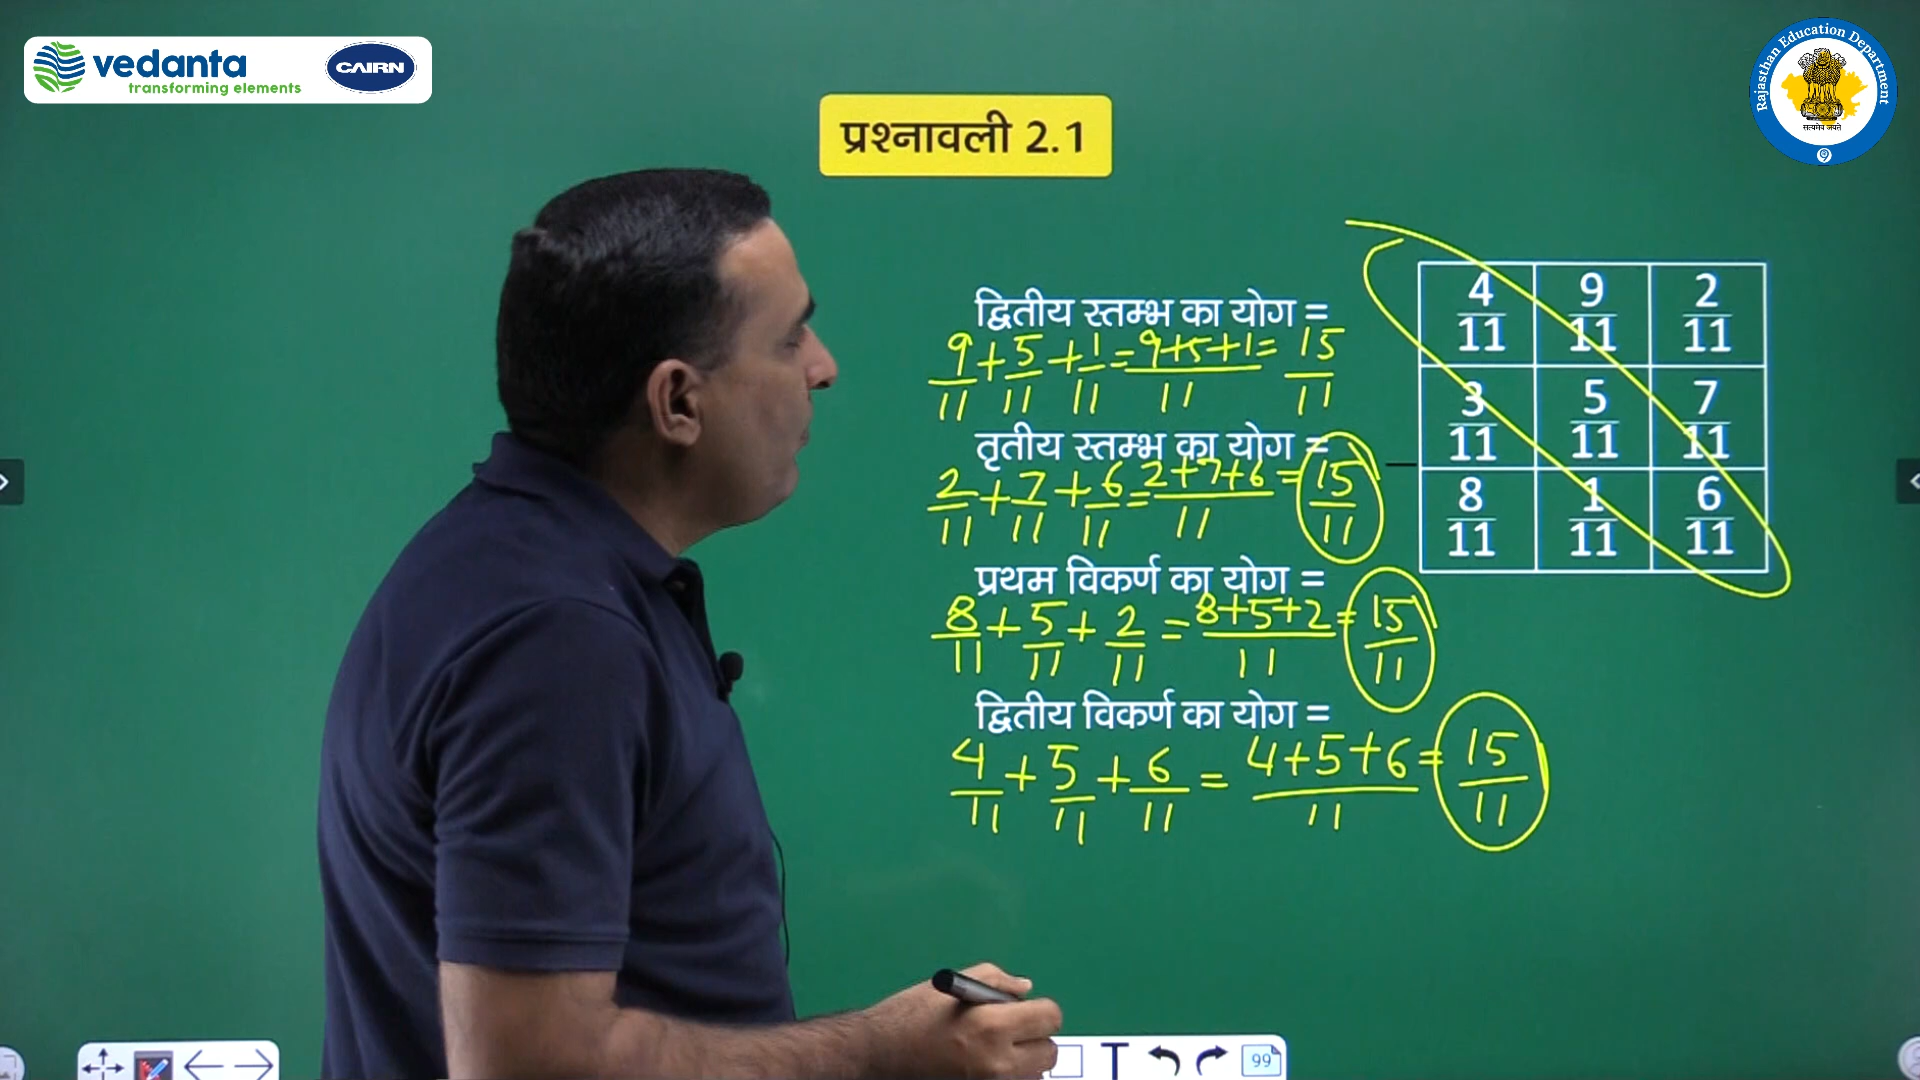 vedanta
transforming elements
CAIRN
Rajasthan Education Department
सत्यमेव जयते
प्रश्नावली 2.1
द्वितीय स्तम्भ का योग =
9/11 + 5/11 + 1/11 = 9+5+1/11 = 15/11
तृतीय स्तम्भ का योग =
2/11 + 7/11 + 6/11 = 2+7+6/11 = 15/11
प्रथम विकर्ण का योग =
8/11 + 5/11 + 2/11 = 8+5+2/11 = 15/11
द्वितीय विकर्ण का योग =
4/11 + 5/11 + 6/11 = 4+5+6/11 = 15/11
4/11 9/11 2/11
3/11 5/11 7/11
8/11 1/11 6/11
T 99